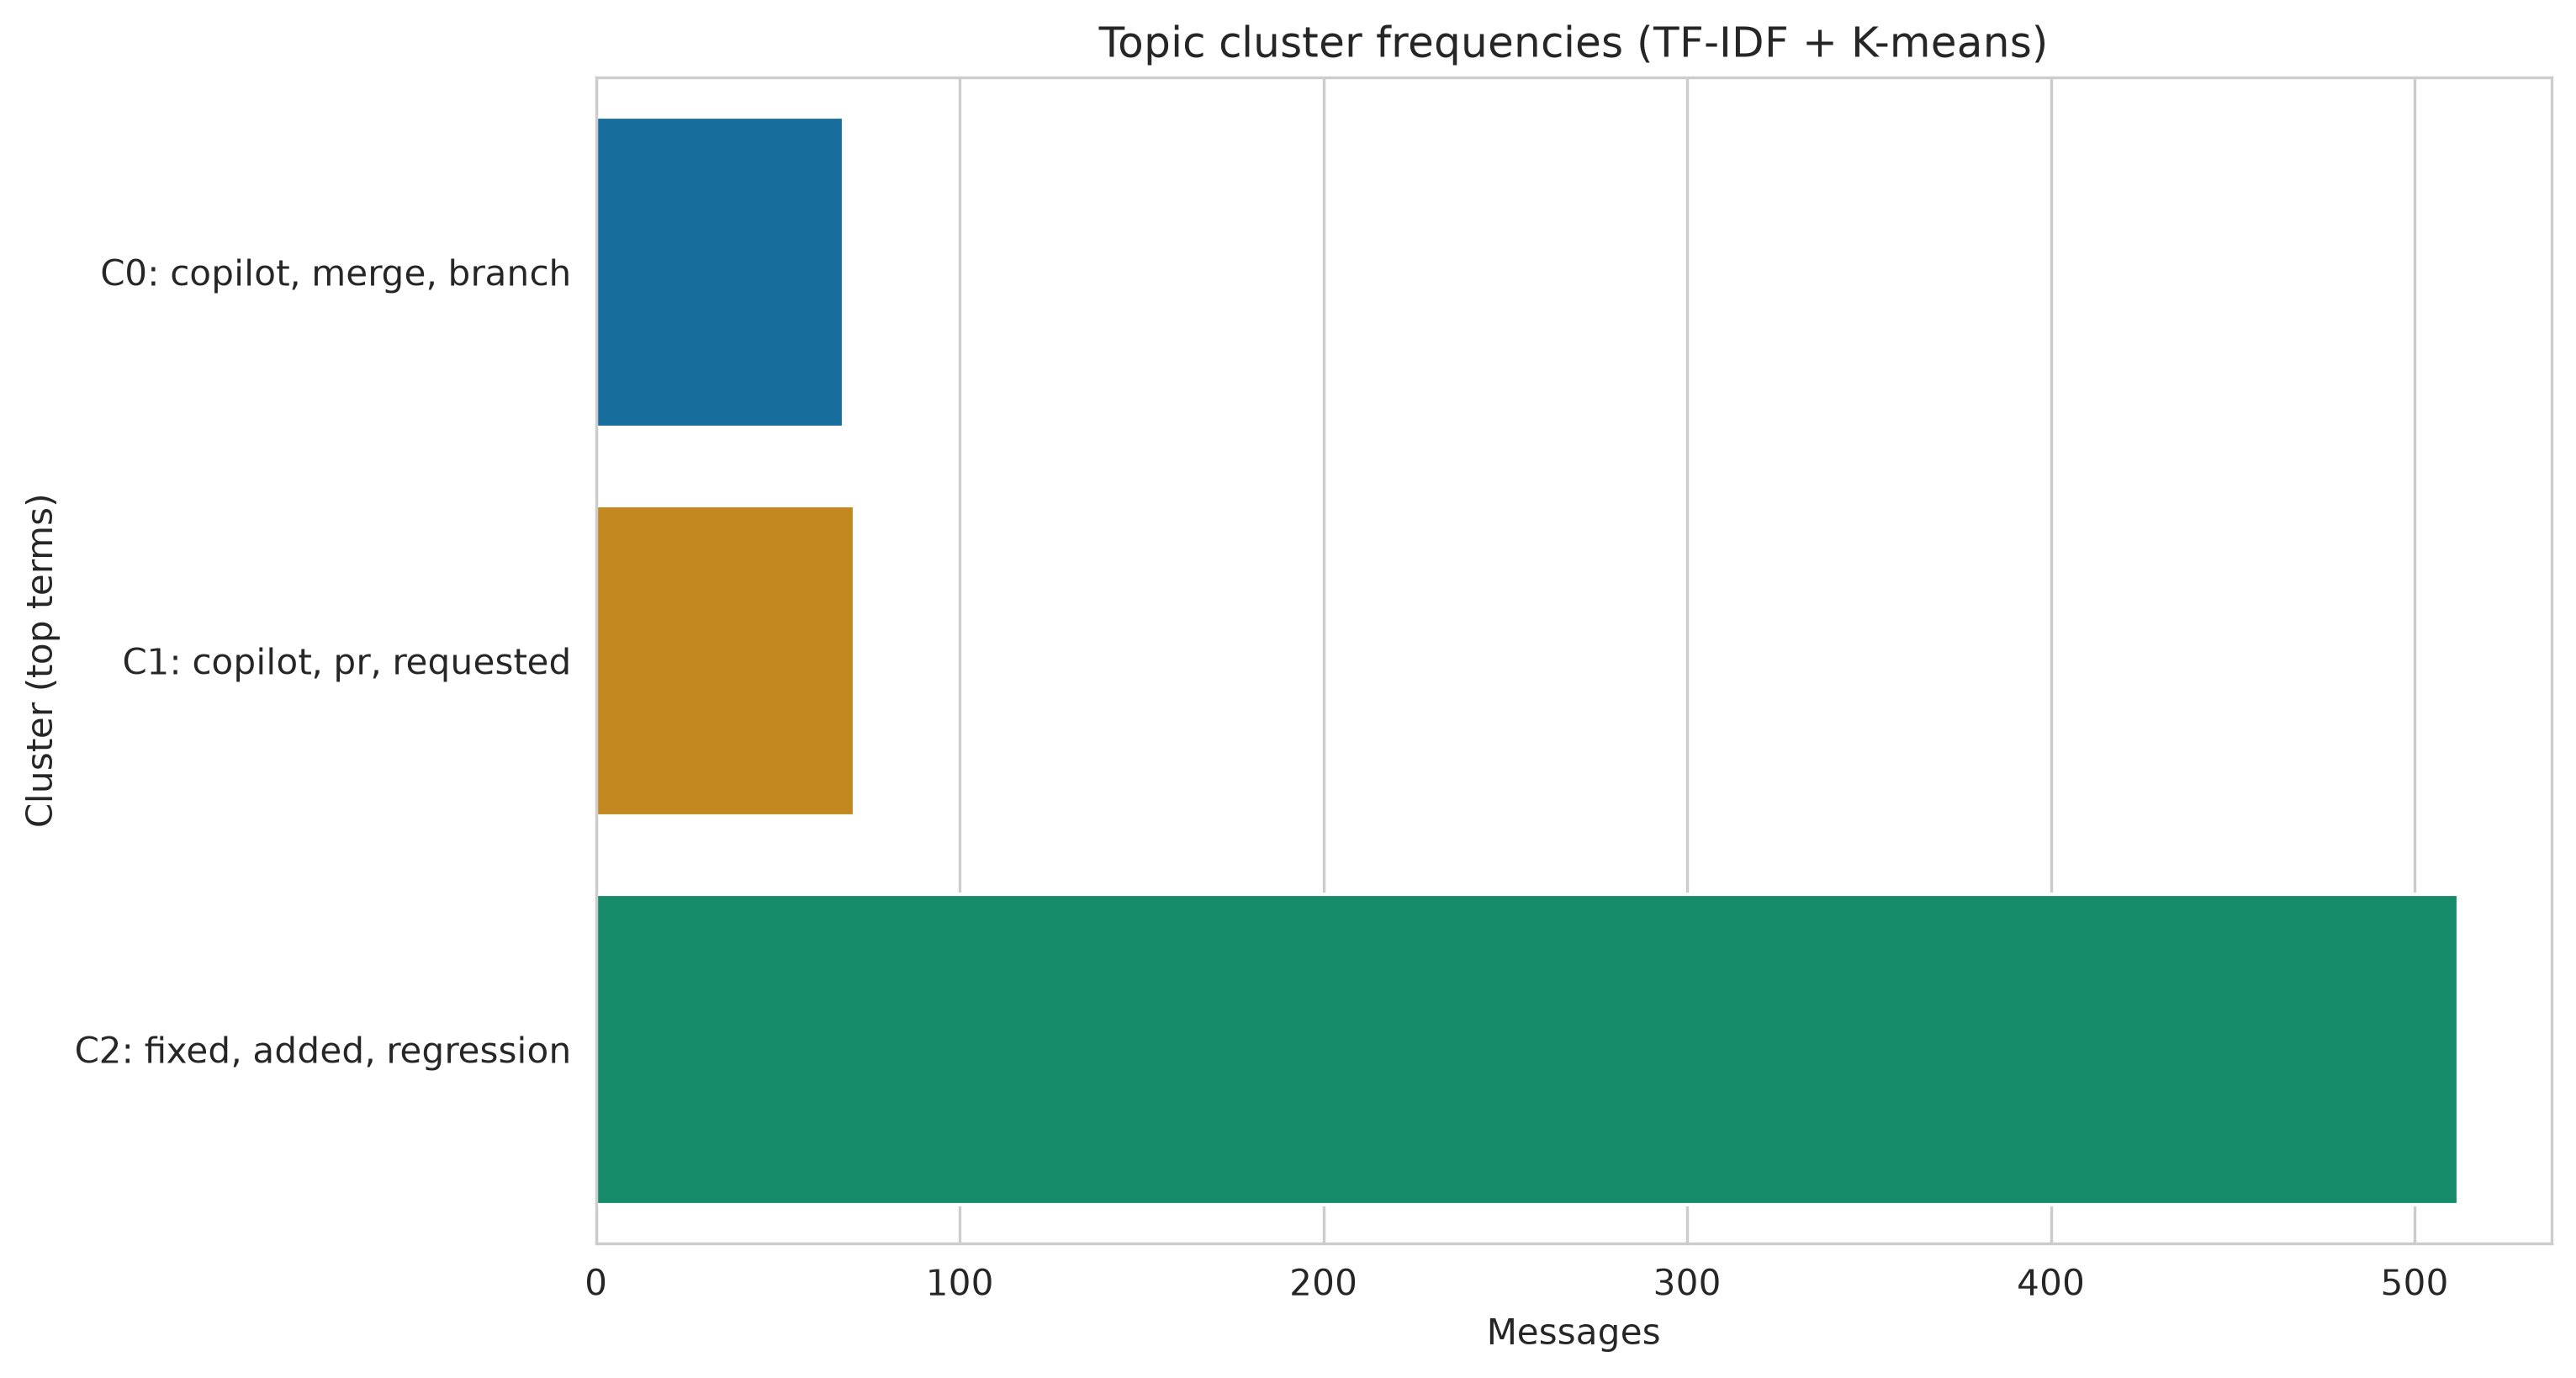 Topic cluster frequencies (TF-IDF + K-means)
Cluster (top terms)
C0: copilot, merge, branch
C1: copilot, pr, requested
C2: fixed, added, regression
0 100 200 300 400 500
Messages